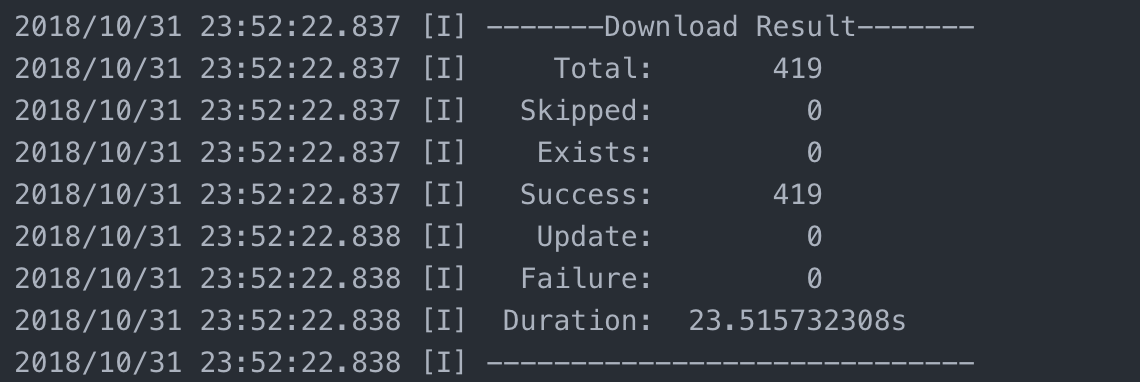 2018/10/31 23:52:22.837 [I] -------Download Result-------
2018/10/31 23:52:22.837 [I]     Total:       419
2018/10/31 23:52:22.837 [I]   Skipped:         0
2018/10/31 23:52:22.837 [I]    Exists:         0
2018/10/31 23:52:22.837 [I]   Success:       419
2018/10/31 23:52:22.838 [I]    Update:         0
2018/10/31 23:52:22.838 [I]   Failure:         0
2018/10/31 23:52:22.838 [I]  Duration:  23.515732308s
2018/10/31 23:52:22.838 [I] -----------------------------